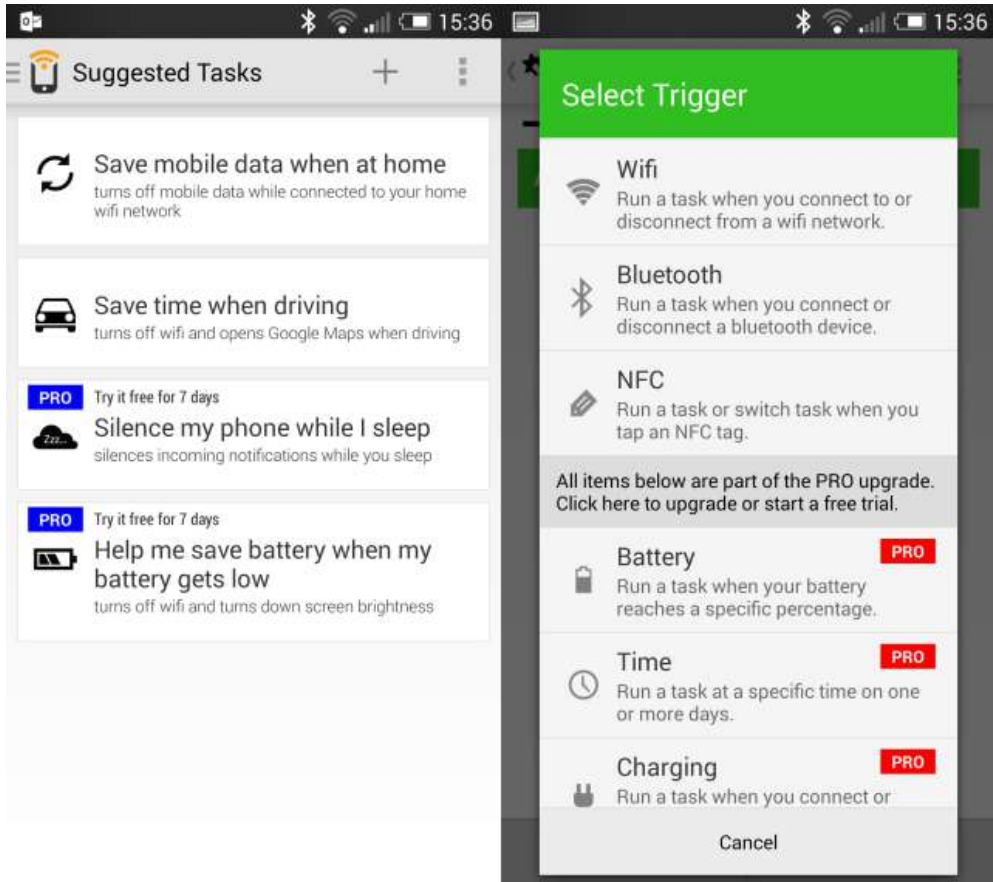 15:36
Suggested Tasks
Save mobile data when at home
turns off mobile data while connected to your home
wifi network
Save time when driving
turns off wifi and opens Google Maps when driving
PRO Try it free for 7 days
Zzz...
Silence my phone while I sleep
silences incoming notifications while you sleep
PRO Try it free for 7 days
Help me save battery when my
battery gets low
turns off wifi and turns down screen brightness
15:36
Select Trigger
Wifi
Run a task when you connect to or
disconnect from a wifi network.
Bluetooth
Run a task when you connect or
disconnect a bluetooth device.
NFC
Run a task or switch task when you
tap an NFC tag.
All items below are part of the PRO upgrade.
Click here to upgrade or start a free trial.
Battery PRO
Run a task when your battery
reaches a specific percentage.
Time PRO
Run a task at a specific time on one
or more days.
Charging PRO
Run a task when you connect or
Cancel